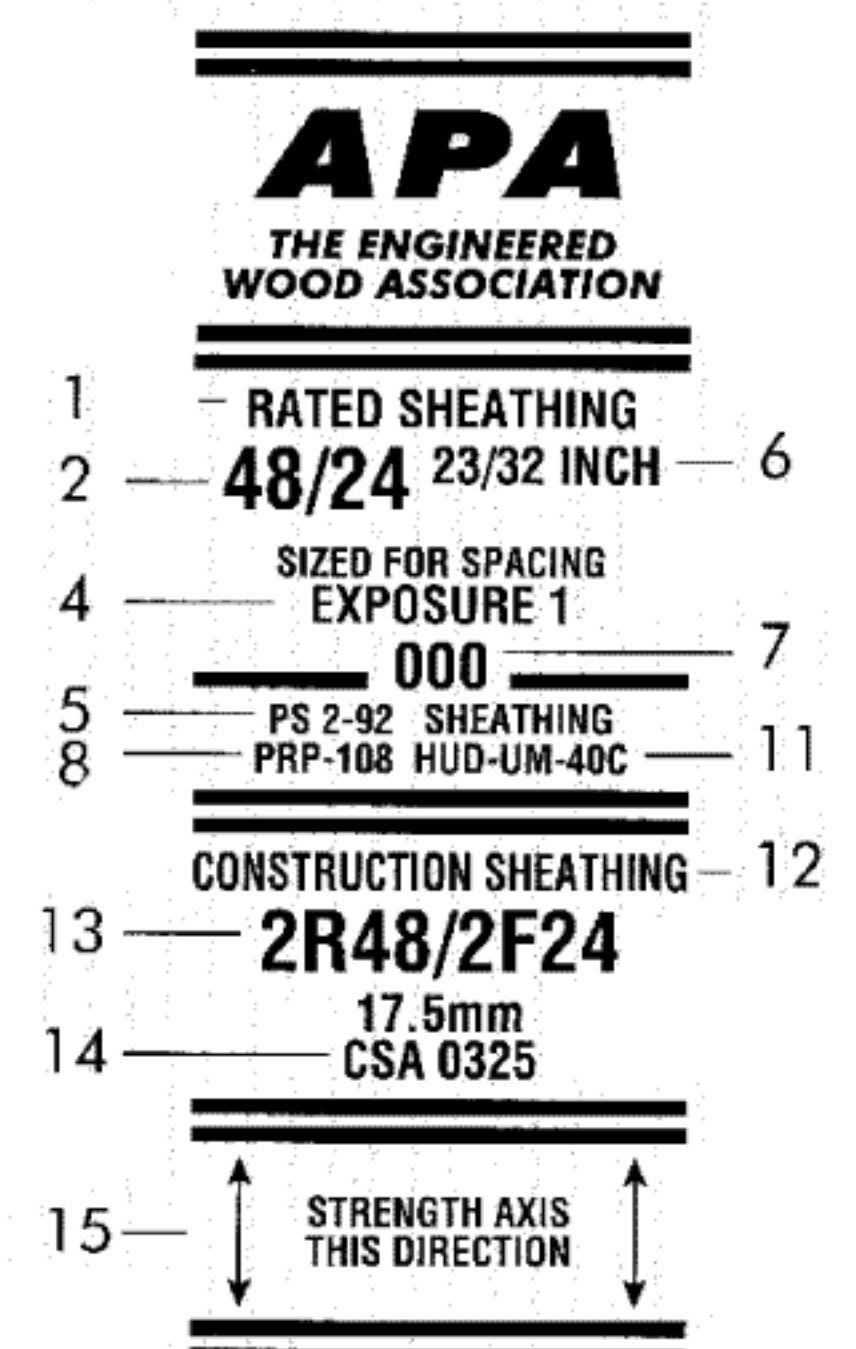 APA
THE ENGINEERED
WOOD ASSOCIATION
1 RATED SHEATHING
2 48/24 23/32 INCH 6
SIZED FOR SPACING
4 EXPOSURE 1
000 7
5 PS 2-92 SHEATHING
8 PRP-108 HUD-UM-40C 11
CONSTRUCTION SHEATHING 12
13 2R48/2F24
17.5mm
14 CSA 0325
15 STRENGTH AXIS
THIS DIRECTION